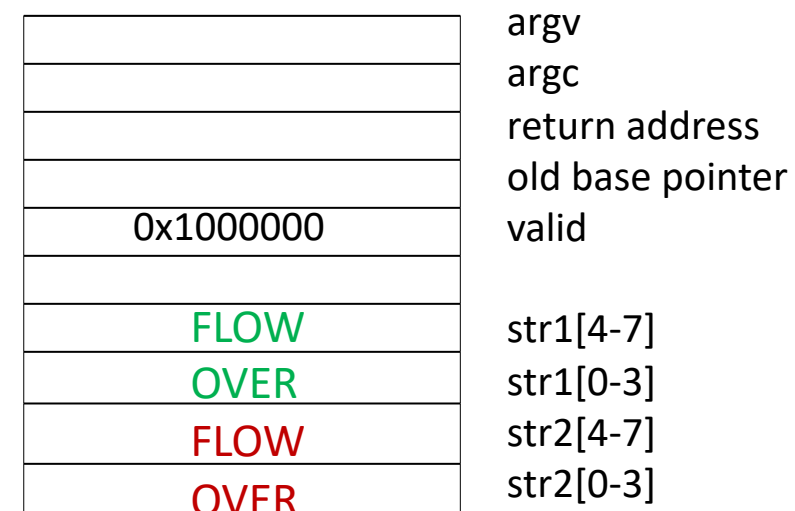 argv
argc
return address
old base pointer
0x1000000 valid
FLOW str1[4-7]
OVER str1[0-3]
FLOW str2[4-7]
OVER str2[0-3]